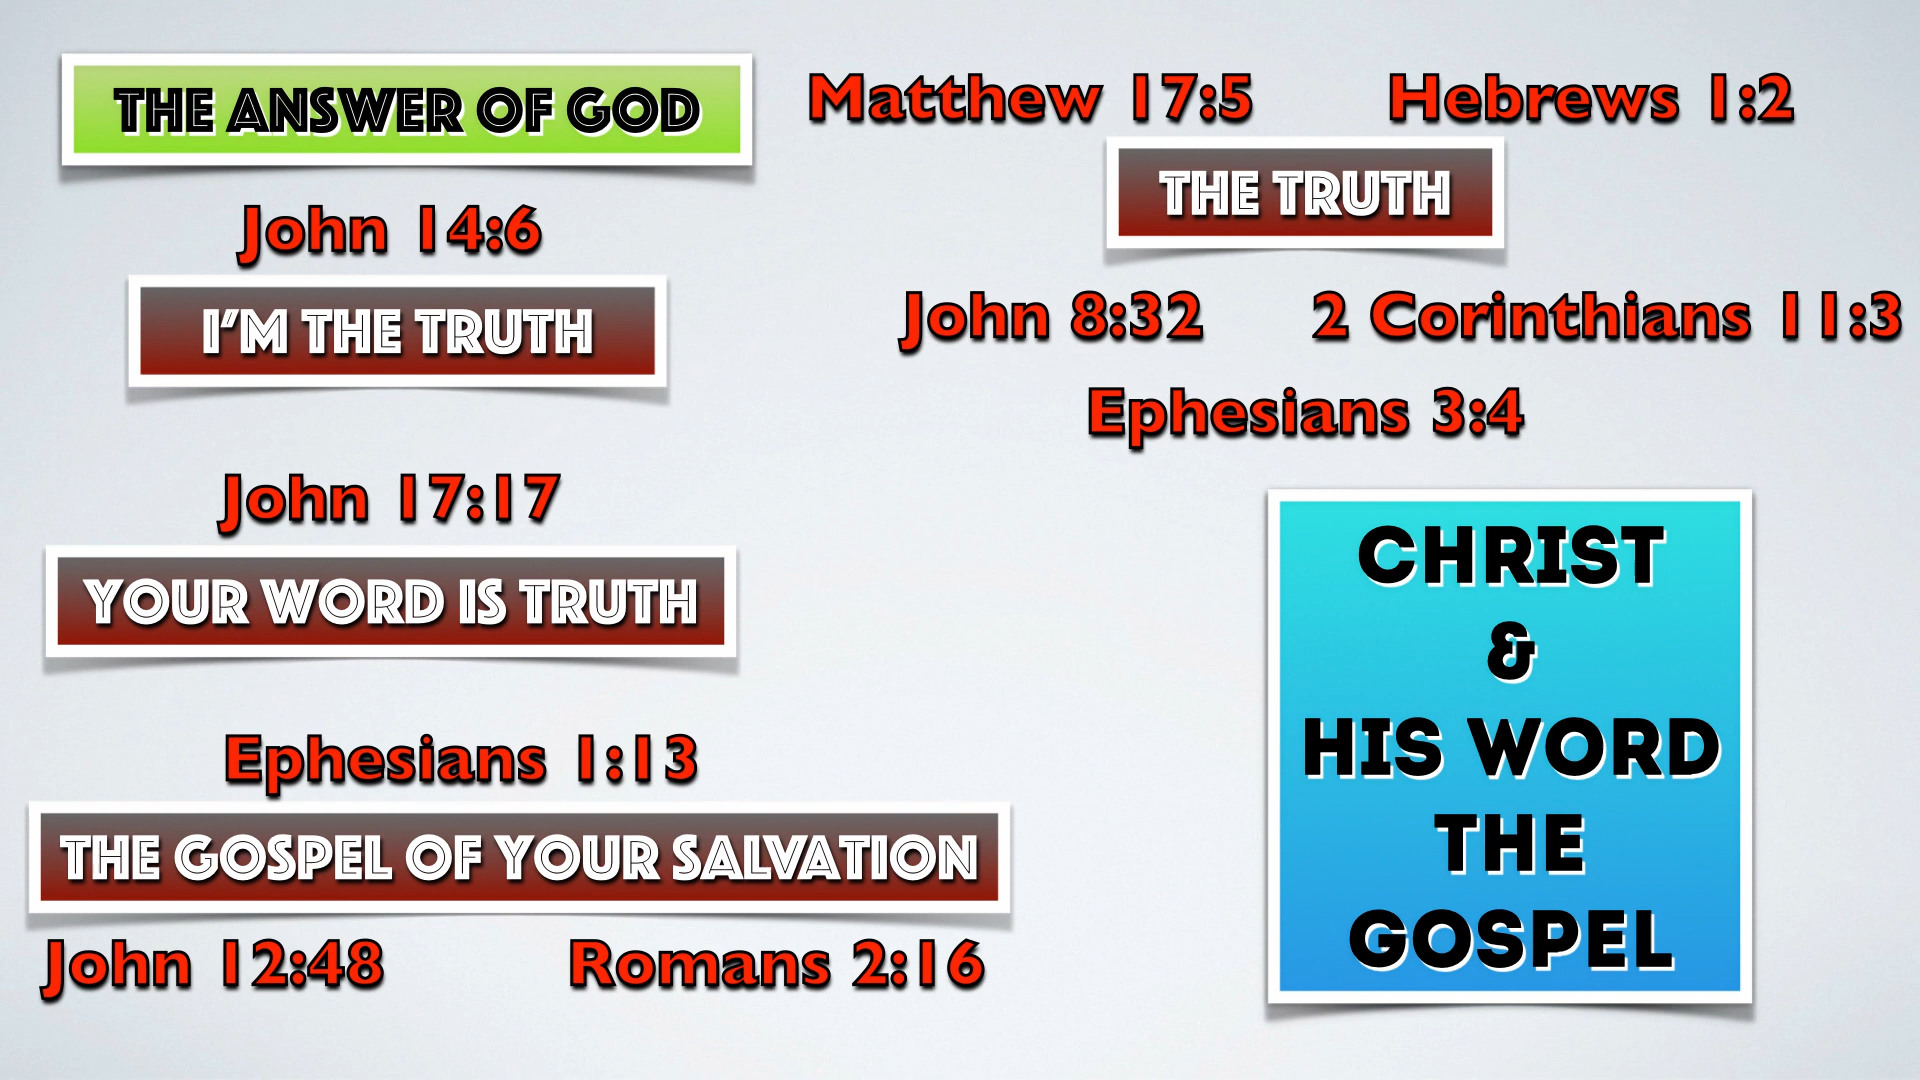 THE ANSWER OF GOD
John 14:6
I'M THE TRUTH
John 17:17
YOUR WORD IS TRUTH
Ephesians 1:13
THE GOSPEL OF YOUR SALVATION
John 12:48 Romans 2:16
Matthew 17:5 Hebrews 1:2
THE TRUTH
John 8:32 2 Corinthians 11:3
Ephesians 3:4
CHRIST
&
HIS WORD
THE
GOSPEL